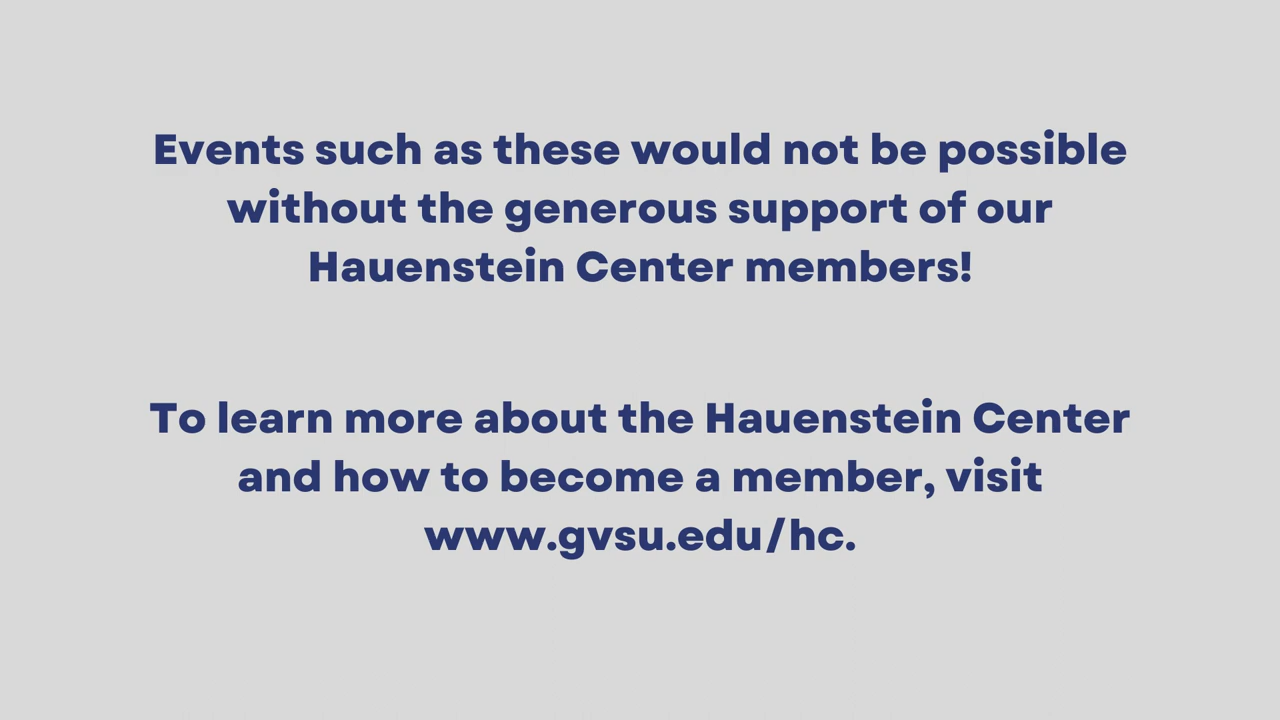 Events such as these would not be possible
without the generous support of our
Hauenstein Center members!
To learn more about the Hauenstein Center
and how to become a member, visit
www.gvsu.edu/hc.